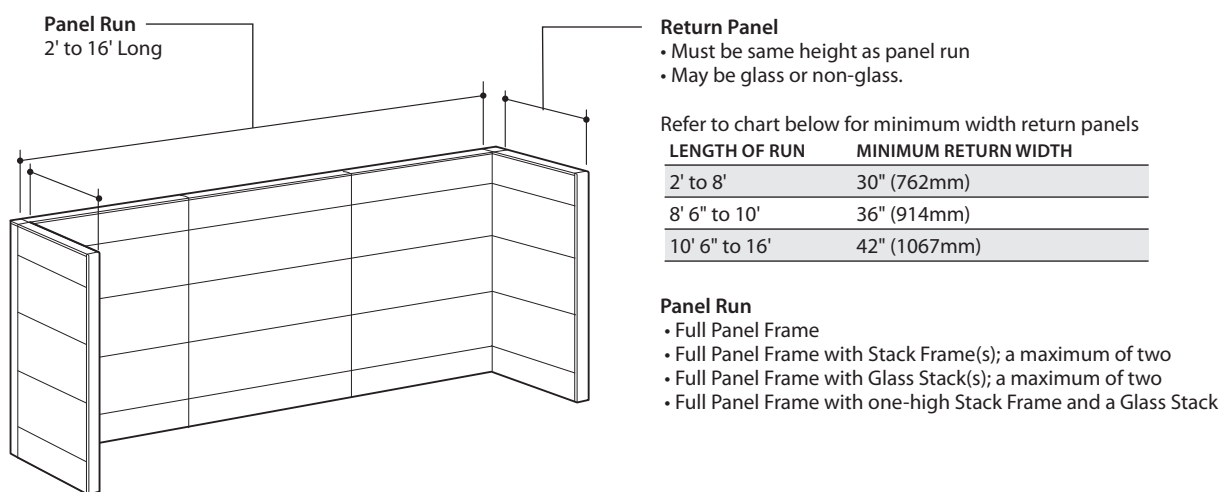 Panel Run
2' to 16' Long
Return Panel
• Must be same height as panel run
• May be glass or non-glass.
Refer to chart below for minimum width return panels
LENGTH OF RUN MINIMUM RETURN WIDTH
2' to 8' 30" (762mm)
8' 6" to 10' 36" (914mm)
10' 6" to 16' 42" (1067mm)
Panel Run
• Full Panel Frame
• Full Panel Frame with Stack Frame(s); a maximum of two
• Full Panel Frame with Glass Stack(s); a maximum of two
• Full Panel Frame with one-high Stack Frame and a Glass Stack